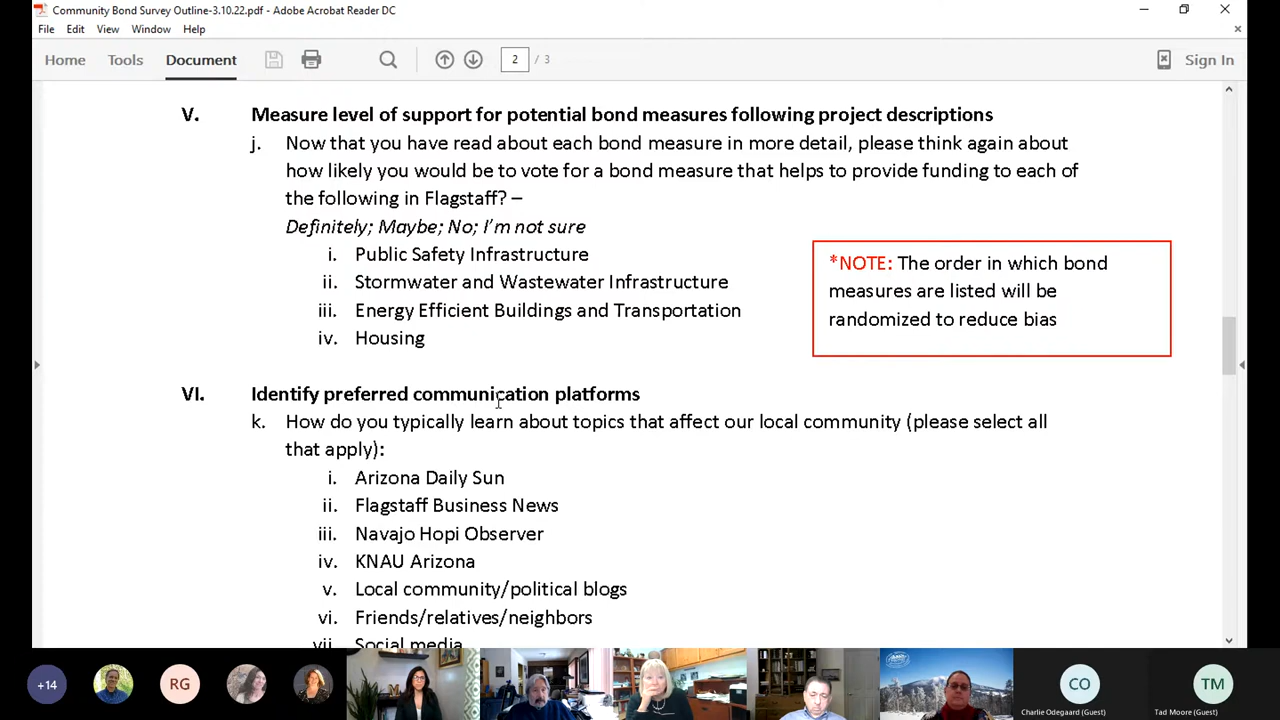 Community Bond Survey Outline-3.10.22.pdf - Adobe Acrobat Reader DC
File Edit View Window Help
Home Tools Document 2 / 3 Sign In
V. Measure level of support for potential bond measures following project descriptions
j. Now that you have read about each bond measure in more detail, please think again about
how likely you would be to vote for a bond measure that helps to provide funding to each of
the following in Flagstaff? –
Definitely; Maybe; No; I'm not sure
i. Public Safety Infrastructure
ii. Stormwater and Wastewater Infrastructure
iii. Energy Efficient Buildings and Transportation
iv. Housing
*NOTE: The order in which bond
measures are listed will be
randomized to reduce bias
VI. Identify preferred communication platforms
k. How do you typically learn about topics that affect our local community (please select all
that apply):
i. Arizona Daily Sun
ii. Flagstaff Business News
iii. Navajo Hopi Observer
iv. KNAU Arizona
v. Local community/political blogs
vi. Friends/relatives/neighbors
vii. Social media
+14
RG
CO
TM
Charlie Odegaard (Guest)
Tad Moore (Guest)